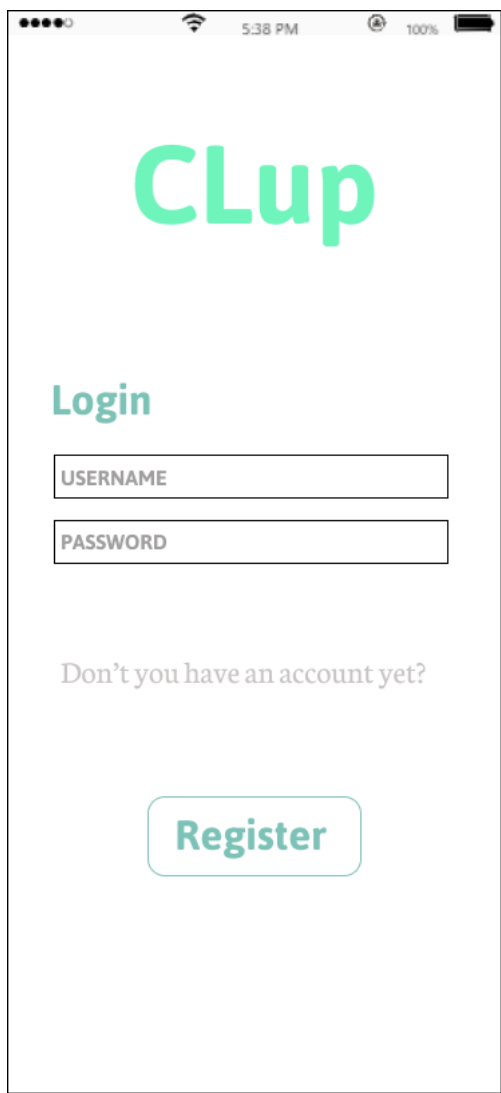 5:38 PM 100%
CLup
Login
USERNAME
PASSWORD
Don’t you have an account yet?
Register